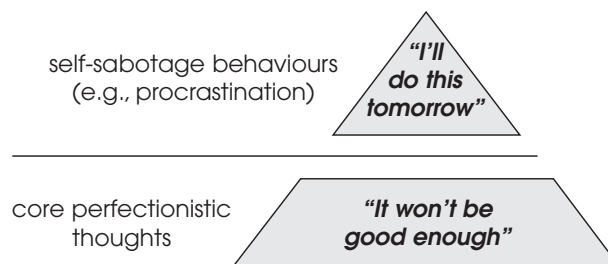 self-sabotage behaviours
(e.g., procrastination)
“I’ll
do this
tomorrow”
core perfectionistic
thoughts
“It won’t be
good enough”